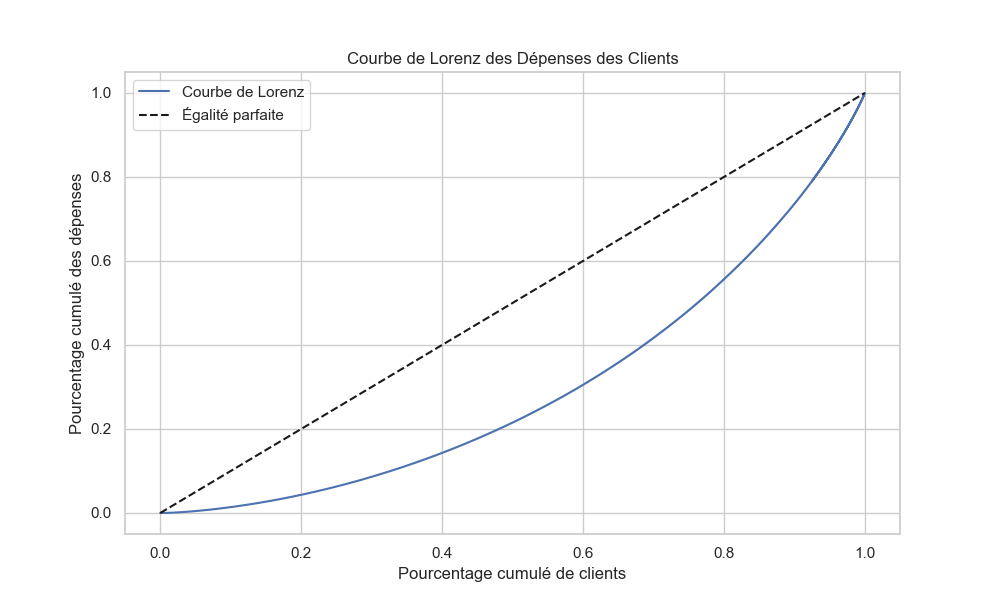 Courbe de Lorenz des Dépenses des Clients
Courbe de Lorenz
Égalité parfaite
Pourcentage cumulé des dépenses
1.0
0.8
0.6
0.4
0.2
0.0
0.0 0.2 0.4 0.6 0.8 1.0
Pourcentage cumulé de clients